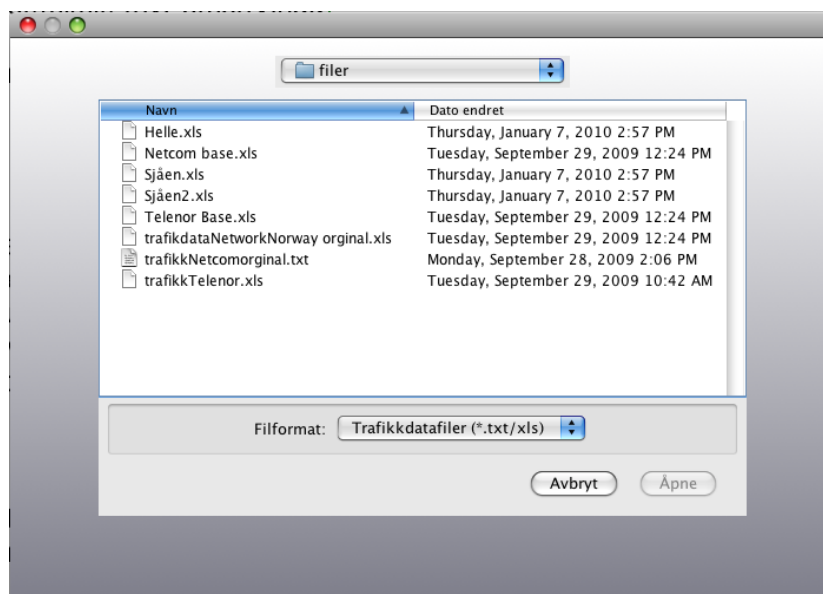 filer
Navn Dato endret
Helle.xls Thursday, January 7, 2010 2:57 PM
Netcom base.xls Tuesday, September 29, 2009 12:24 PM
Sjåen.xls Thursday, January 7, 2010 2:57 PM
Sjåen2.xls Thursday, January 7, 2010 2:57 PM
Telenor Base.xls Tuesday, September 29, 2009 12:24 PM
trafikdataNetworkNorway orginal.xls Tuesday, September 29, 2009 12:24 PM
trafikkNetcomorginal.txt Monday, September 28, 2009 2:06 PM
trafikkTelenor.xls Tuesday, September 29, 2009 10:42 AM
Filformat: Trafikkdatafiler (*.txt/xls)
Avbryt Åpne